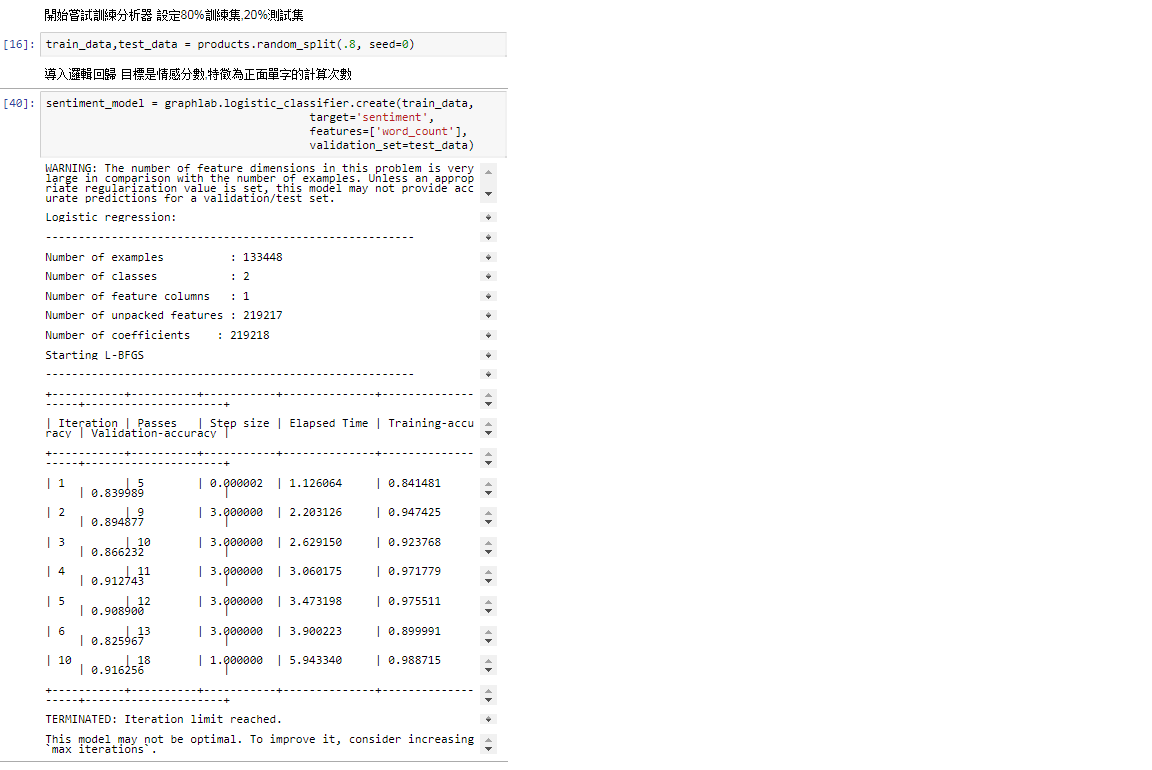 開始嘗試訓練分析器 設定80%訓練集,20%測試集
[16]: train_data,test_data = products.random_split(.8, seed=0)
導入邏輯回歸 目標是情感分數,特徵為正面單字的計算次數
[40]: sentiment_model = graphlab.logistic_classifier.create(train_data,
target='sentiment',
features=['word_count'],
validation_set=test_data)
WARNING: The number of feature dimensions in this problem is very
large in comparison with the number of examples. Unless an approp
riate regularization value is set, this model may not provide acc
urate predictions for a validation/test set.
Logistic regression:
--------------------------------------------------------
Number of examples          : 133448
Number of classes           : 2
Number of feature columns   : 1
Number of unpacked features : 219217
Number of coefficients    : 219218
Starting L-BFGS
--------------------------------------------------------
+-----------+----------+-----------+--------------+--------------
-----+---------------------+
| Iteration | Passes   | Step size | Elapsed Time | Training-accu
racy | Validation-accuracy |
+-----------+----------+-----------+--------------+--------------
-----+---------------------+
| 1         | 5        | 0.000002  | 1.126064     | 0.841481
     | 0.839989            |
| 2         | 9        | 3.000000  | 2.203126     | 0.947425
     | 0.894877            |
| 3         | 10       | 3.000000  | 2.629150     | 0.923768
     | 0.866232            |
| 4         | 11       | 3.000000  | 3.060175     | 0.971779
     | 0.912743            |
| 5         | 12       | 3.000000  | 3.473198     | 0.975511
     | 0.908900            |
| 6         | 13       | 3.000000  | 3.900223     | 0.899991
     | 0.825967            |
| 10        | 18       | 1.000000  | 5.943340     | 0.988715
     | 0.916256            |
+-----------+----------+-----------+--------------+--------------
-----+---------------------+
TERMINATED: Iteration limit reached.
This model may not be optimal. To improve it, consider increasing
`max_iterations`.